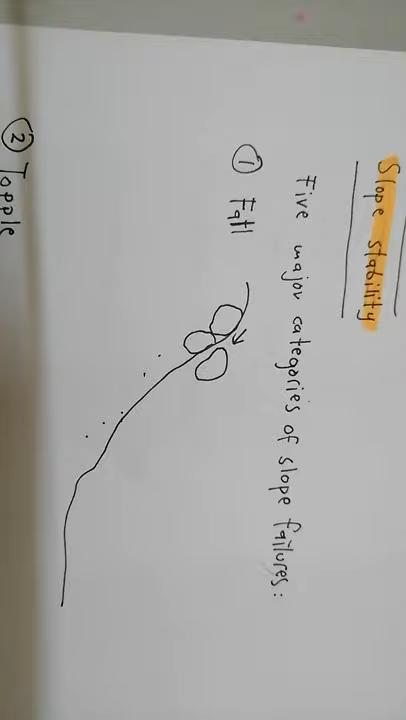 Slope stability
Five major categories of slope failures:
① Fall
② Topple